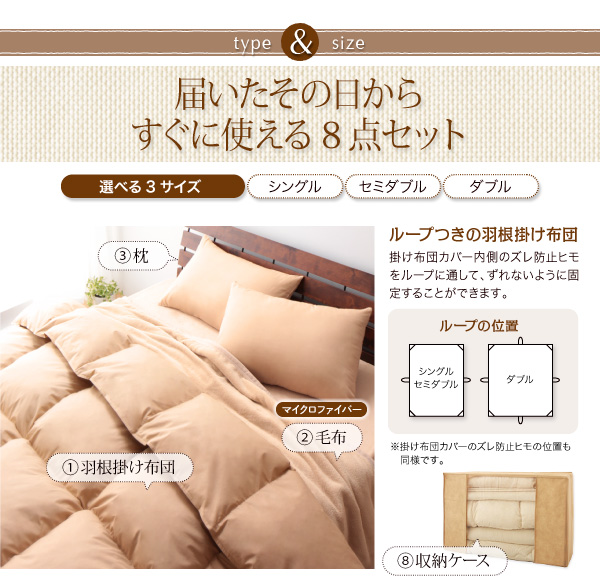 type & size
届いたその日から
すぐに使える8点セット
選べる3サイズ
シングル
セミダブル
ダブル
③枕
マイクロファイバー
②毛布
①羽根掛け布団
ループつきの羽根掛け布団
掛け布団カバー内側のズレ防止ヒモ
をループに通して、ずれないように固
定することができます。
ループの位置
シングル
セミダブル
ダブル
※掛け布団カバーのズレ防止ヒモの位置も
同様です。
⑧収納ケース